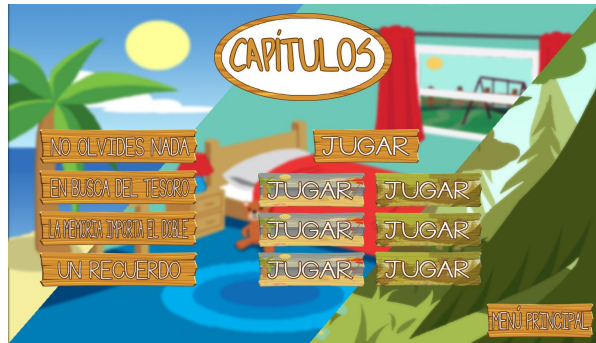 CAPÍTULOS
NO OLVIDES NADA JUGAR
EN BUSCA DEL TESORO JUGAR JUGAR
LA MEMORIA IMPORTA EL DOBLE JUGAR JUGAR
UN RECUERDO JUGAR JUGAR
MENÚ PRINCIPAL